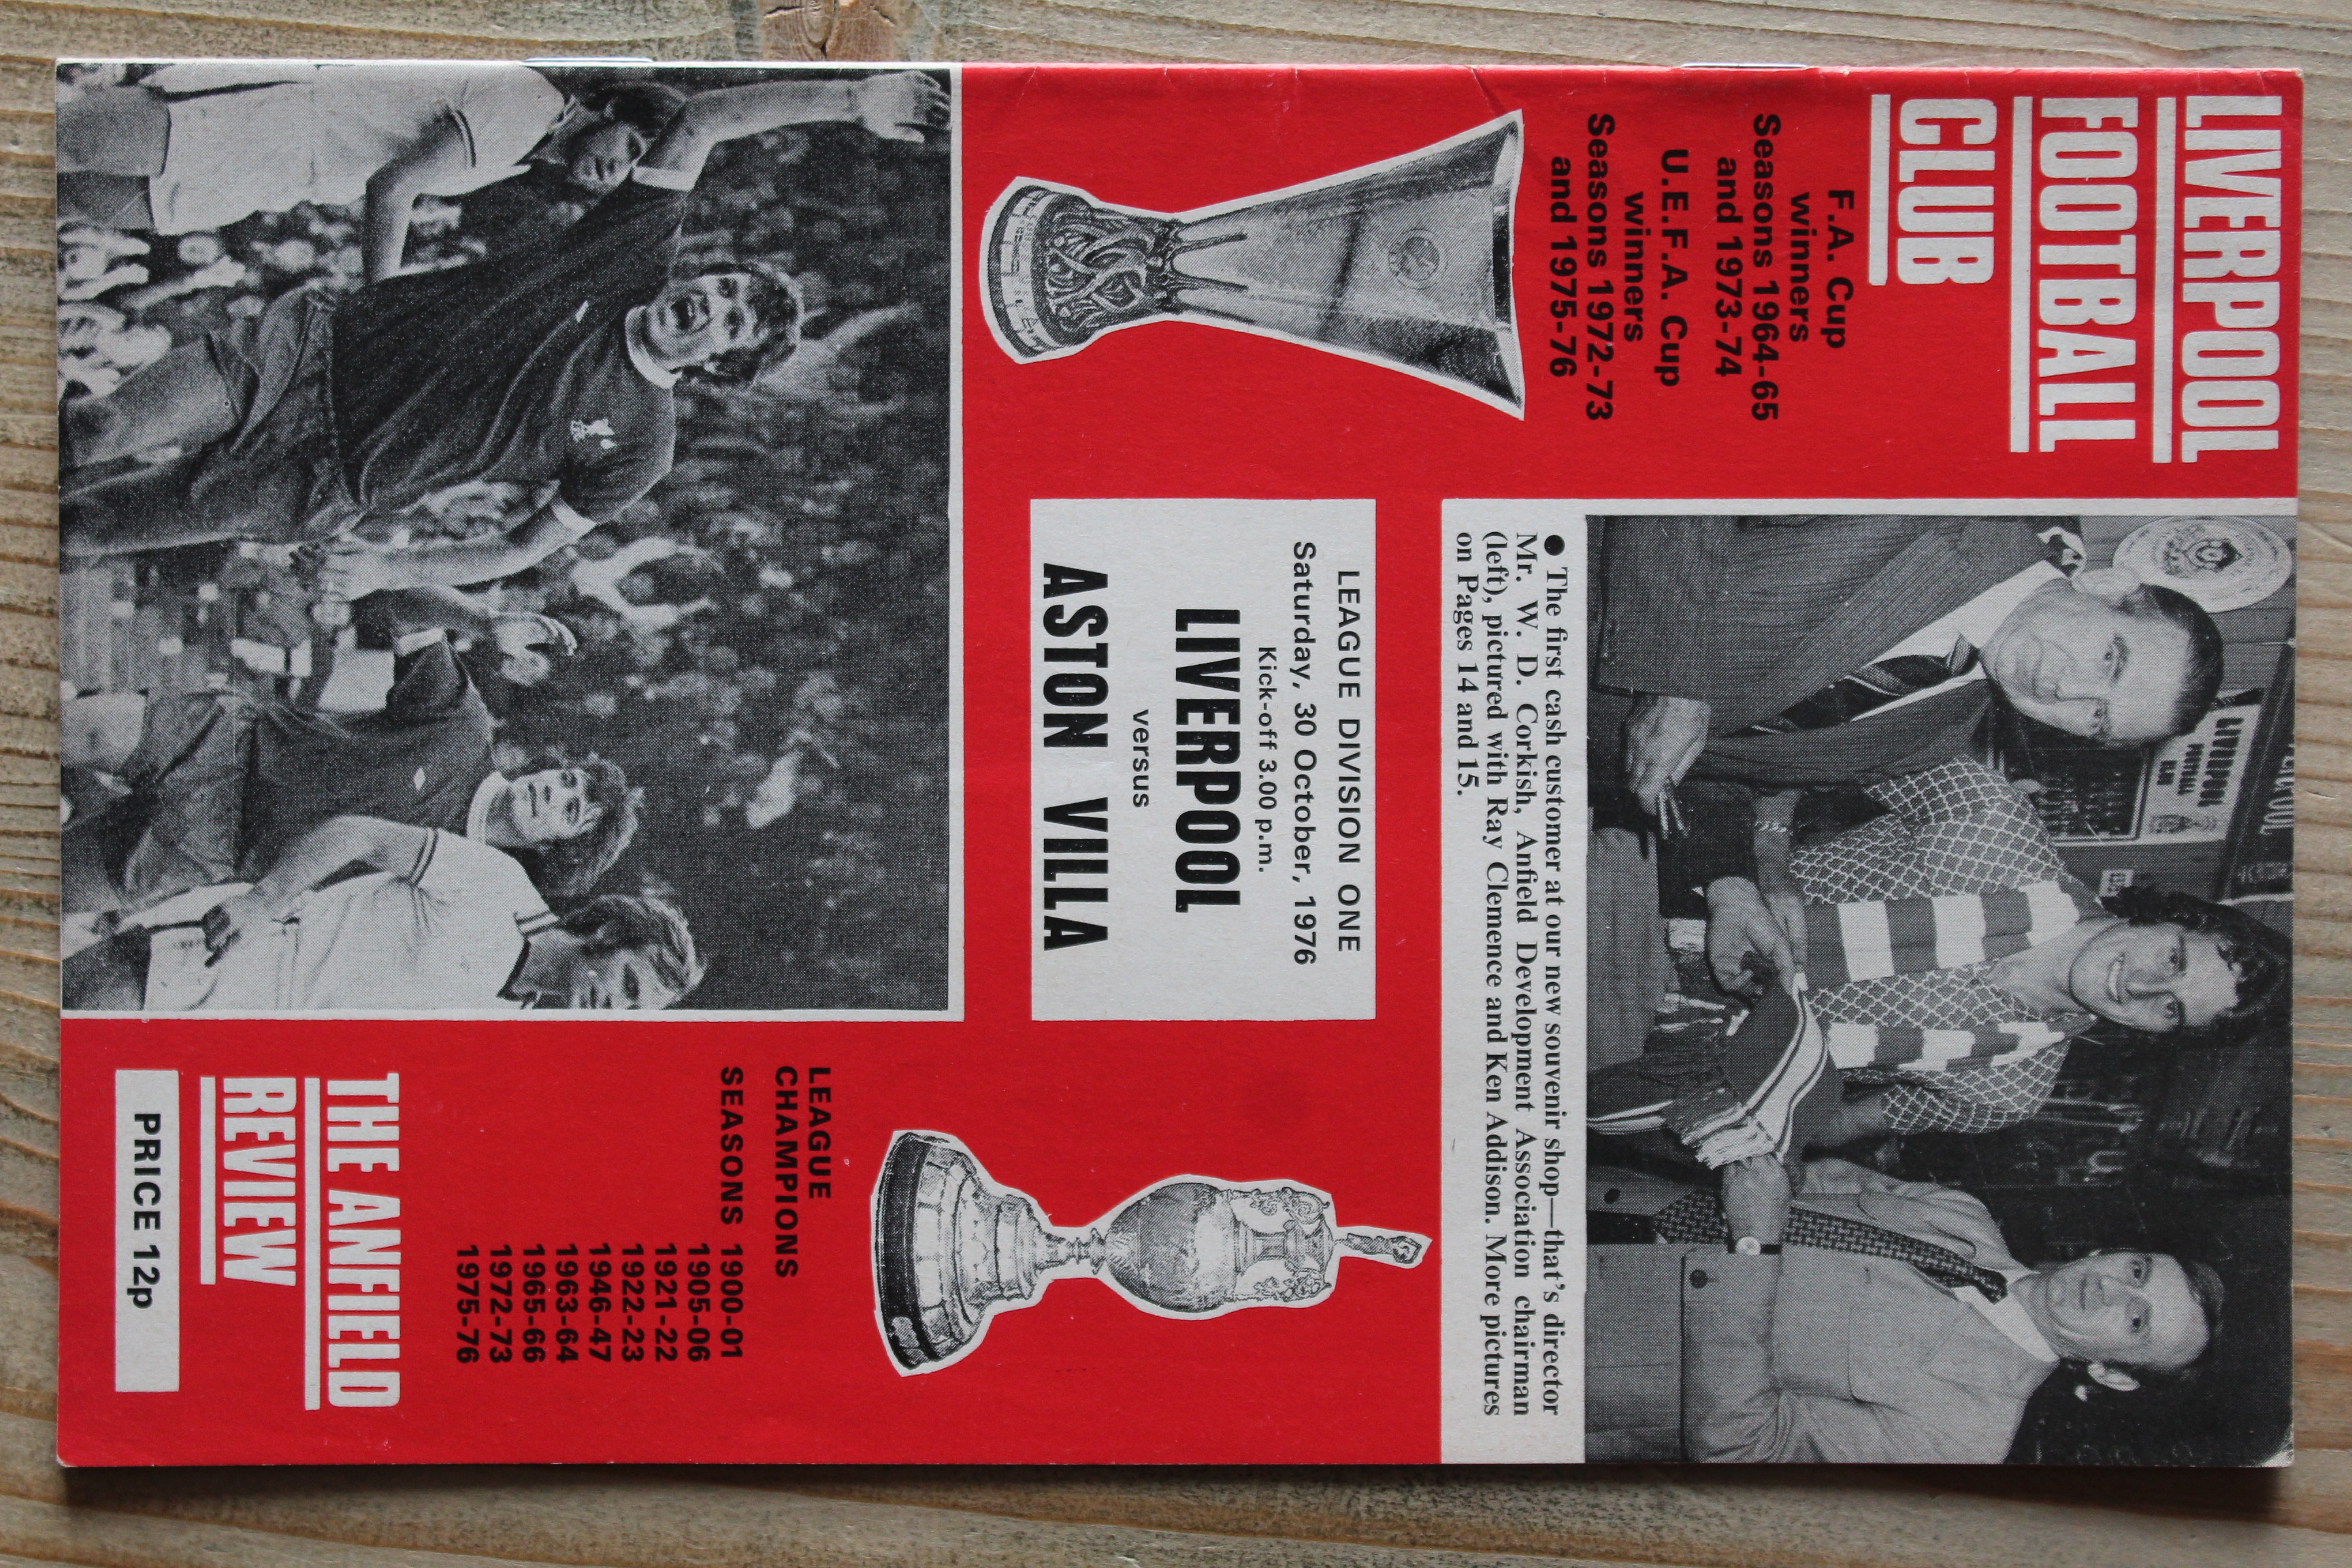 LIVERPOOL
FOOTBALL
CLUB
F.A. Cup
winners
Seasons 1964-65
and 1973-74
U.E.F.A. Cup
winners
Seasons 1972-73
and 1975-76
LIVERPOOL
FOOTBALL
CLUB
● The first cash customer at our new souvenir shop—that's director
Mr. W. D. Corkish, Anfield Development Association chairman
(left), pictured with Ray Clemence and Ken Addison. More pictures
on Pages 14 and 15.
LEAGUE DIVISION ONE
Saturday, 30 October, 1976
Kick-off 3.00 p.m.
LIVERPOOL
versus
ASTON VILLA
LEAGUE
CHAMPIONS
SEASONS 1900-01
1905-06
1921-22
1922-23
1946-47
1963-64
1965-66
1972-73
1975-76
THE ANFIELD
REVIEW
PRICE 12p